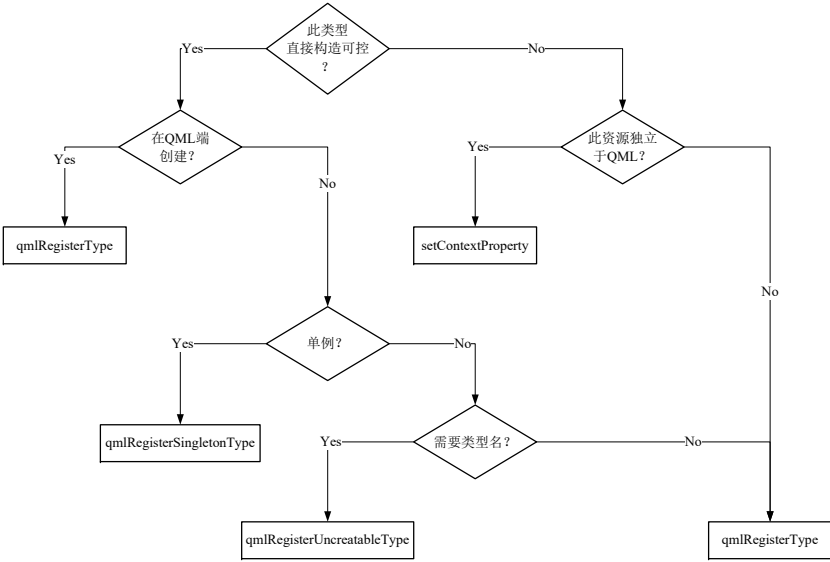 此类型
直接构造可控
？
Yes
No
在QML端
创建？
此资源独立
于QML？
Yes
Yes
No
qmlRegisterType
setContextProperty
No
单例？
Yes
No
需要类型名？
qmlRegisterSingletonType
Yes
No
qmlRegisterUncreatableType
qmlRegisterType